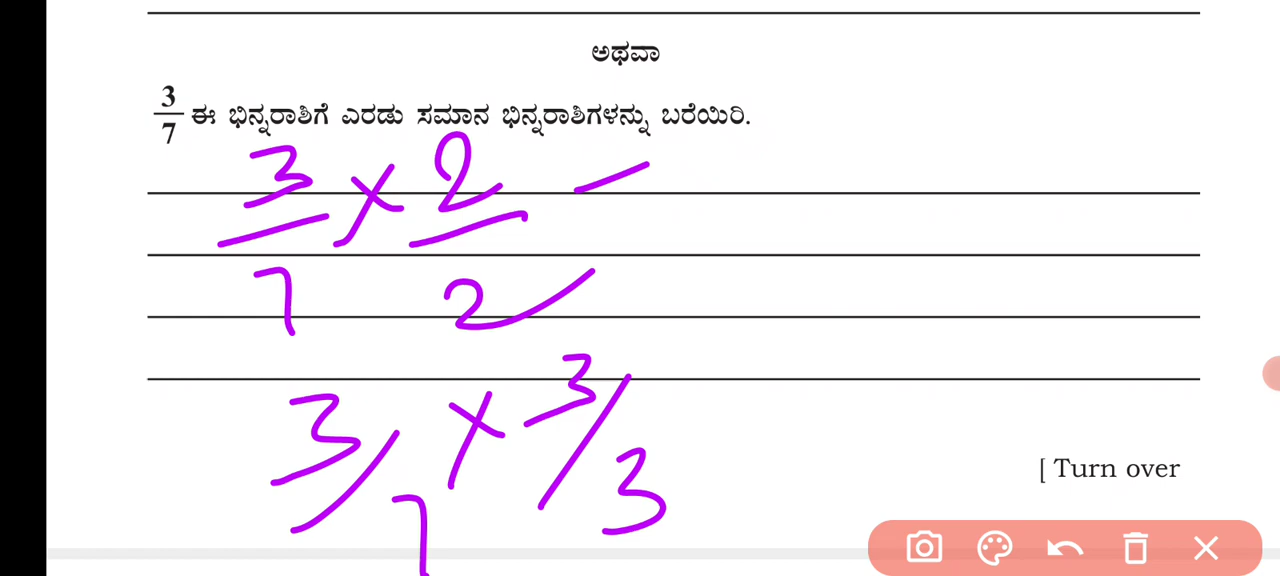 ಅಥವಾ
3/7 ಈ ಭಿನ್ನರಾಶಿಗೆ ಎರಡು ಸಮಾನ ಭಿನ್ನರಾಶಿಗಳನ್ನು ಬರೆಯಿರಿ.
3/7 × 2/2 –
3/7 × 3/3
[ Turn over